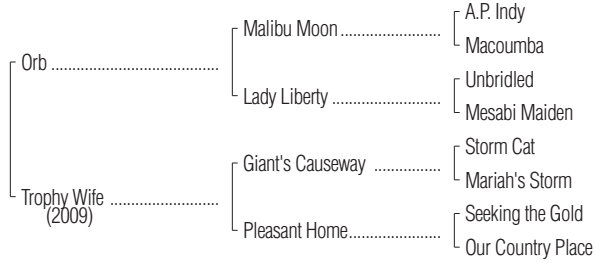 A.P. Indy
Malibu Moon
Macoumba
Orb
Unbridled
Lady Liberty
Mesabi Maiden
Storm Cat
Giant's Causeway
Mariah's Storm
Trophy Wife
(2009)
Seeking the Gold
Pleasant Home
Our Country Place